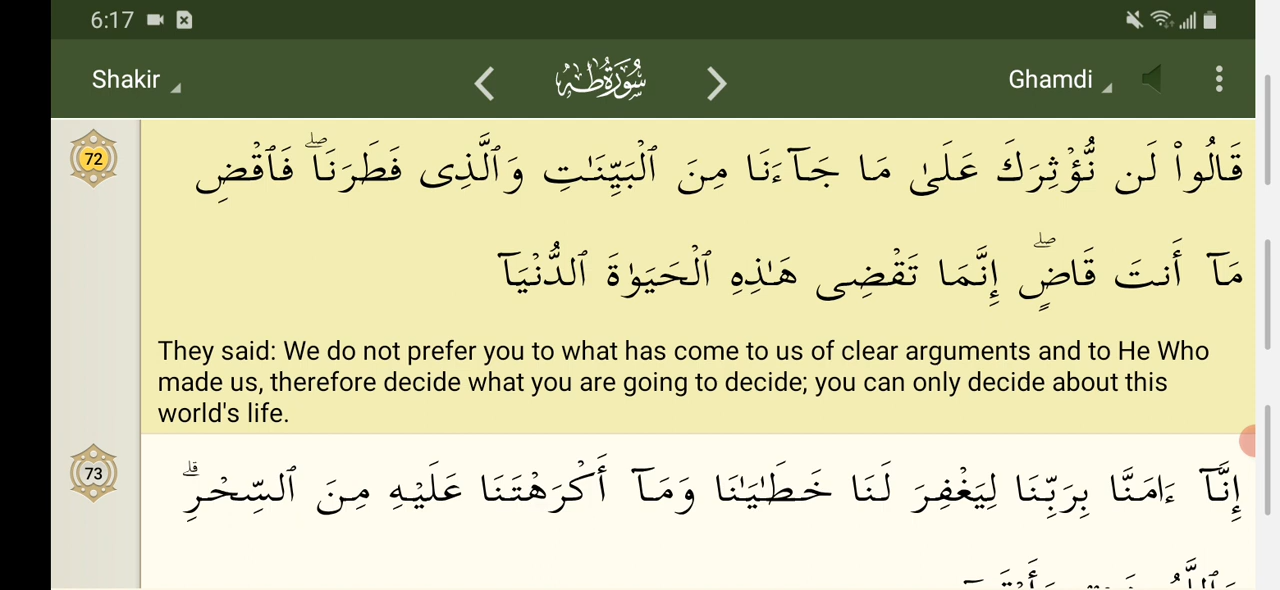 6:17
Shakir
سُورَةُ طه
Ghamdi
72
قَالُوا۟ لَن نُّؤْثِرَكَ عَلَىٰ مَا جَآءَنَا مِنَ ٱلْبَيِّنَـٰتِ وَٱلَّذِى فَطَرَنَا ۖ فَٱقْضِ
مَآ أَنتَ قَاضٍ ۖ إِنَّمَا تَقْضِى هَـٰذِهِ ٱلْحَيَوٰةَ ٱلدُّنْيَآ
They said: We do not prefer you to what has come to us of clear arguments and to He Who
made us, therefore decide what you are going to decide; you can only decide about this
world's life.
73
إِنَّآ ءَامَنَّا بِرَبِّنَا لِيَغْفِرَ لَنَا خَطَـٰيَـٰنَا وَمَآ أَكْرَهْتَنَا عَلَيْهِ مِنَ ٱلسِّحْرِ ۗ